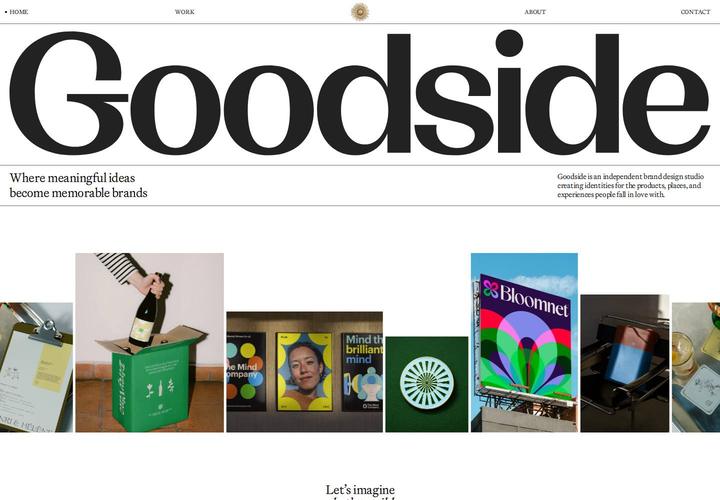 HOME
WORK
ABOUT
CONTACT
Goodside
Where meaningful ideas
become memorable brands
Goodside is an independent brand design studio
creating identities for the products, places, and
experiences people fall in love with.
The Mind
Company
Mind th
brilliant
mind
Bloomnet
Let's imagine